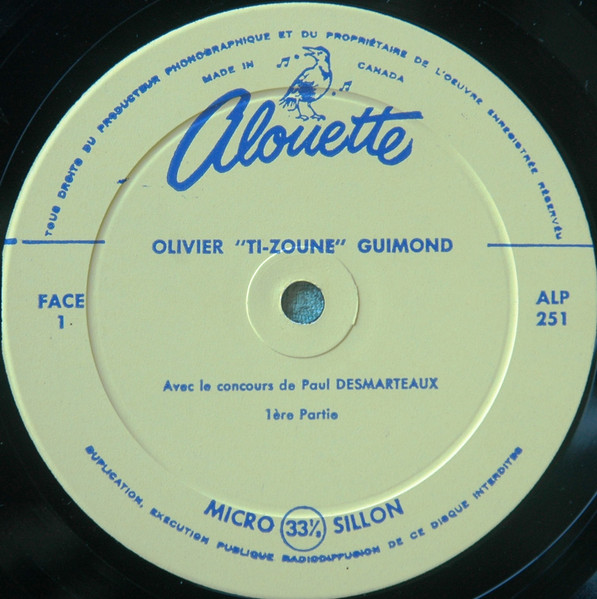 TOUS DROITS DU PRODUCTEUR PHONOGRAPHIQUE ET DU PROPRIÉTAIRE DE L'OEUVRE ENREGISTRÉE RÉSERVÉS
MADE IN CANADA
Alouette
OLIVIER "TI-ZOUNE" GUIMOND
FACE
1
ALP
251
Avec le concours de Paul DESMARTEAUX
1ère Partie
MICRO 33⅓ SILLON
DUPLICATION, EXECUTION PUBLIQUE RADIODIFFUSION DE CE DISQUE INTERDITES